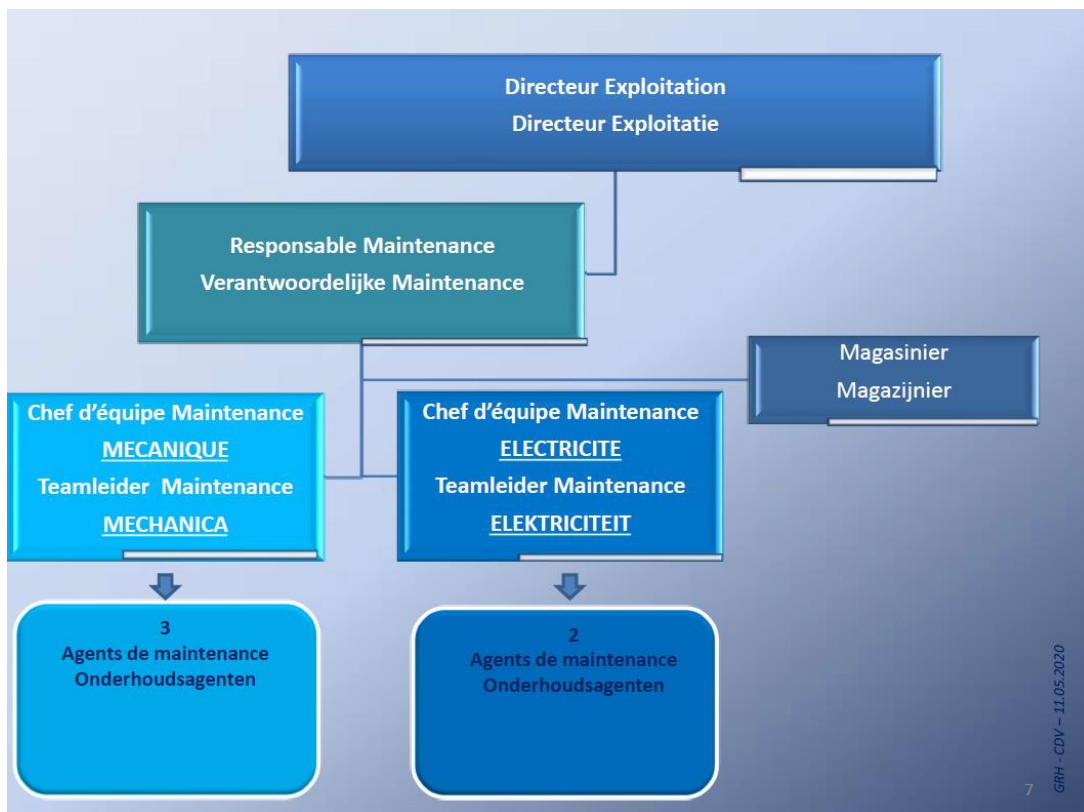 Directeur Exploitation
Directeur Exploitatie
Responsable Maintenance
Verantwoordelijke Maintenance
Magasinier
Magazijnier
Chef d'équipe Maintenance
MECANIQUE
Teamleider Maintenance
MECHANICA
Chef d'équipe Maintenance
ELECTRICITE
Teamleider Maintenance
ELEKTRICITEIT
3
Agents de maintenance
Onderhoudsagenten
2
Agents de maintenance
Onderhoudsagenten
GRH - CDV – 11.05.2020
7